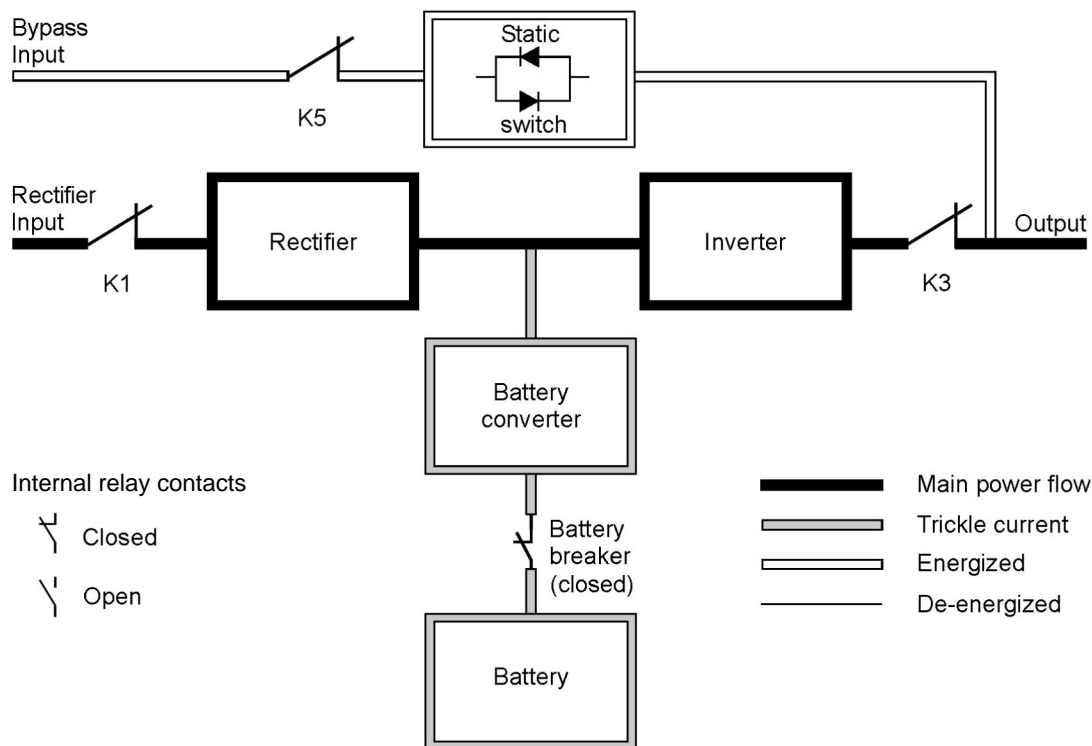 Bypass
Input
K5
Static
switch
Rectifier
Input
K1
Rectifier
Inverter
K3
Output
Battery
converter
Battery
breaker
(closed)
Battery
Internal relay contacts
Closed
Open
Main power flow
Trickle current
Energized
De-energized